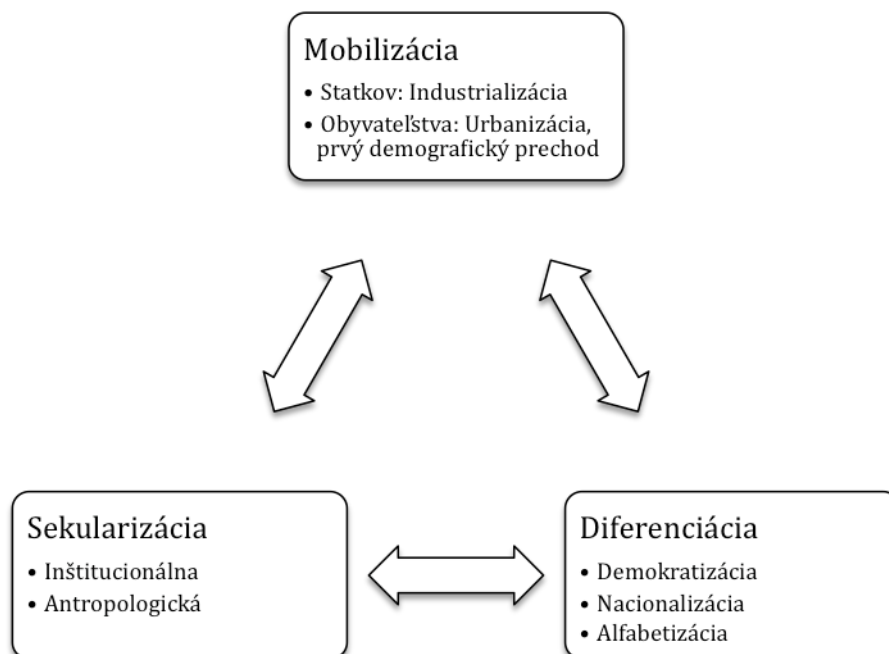 Mobilizácia
• Statkov: Industrializácia
• Obyvateľstva: Urbanizácia,
prvý demografický prechod
Sekularizácia
• Inštitucionálna
• Antropologická
Diferenciácia
• Demokratizácia
• Nacionalizácia
• Alfabetizácia